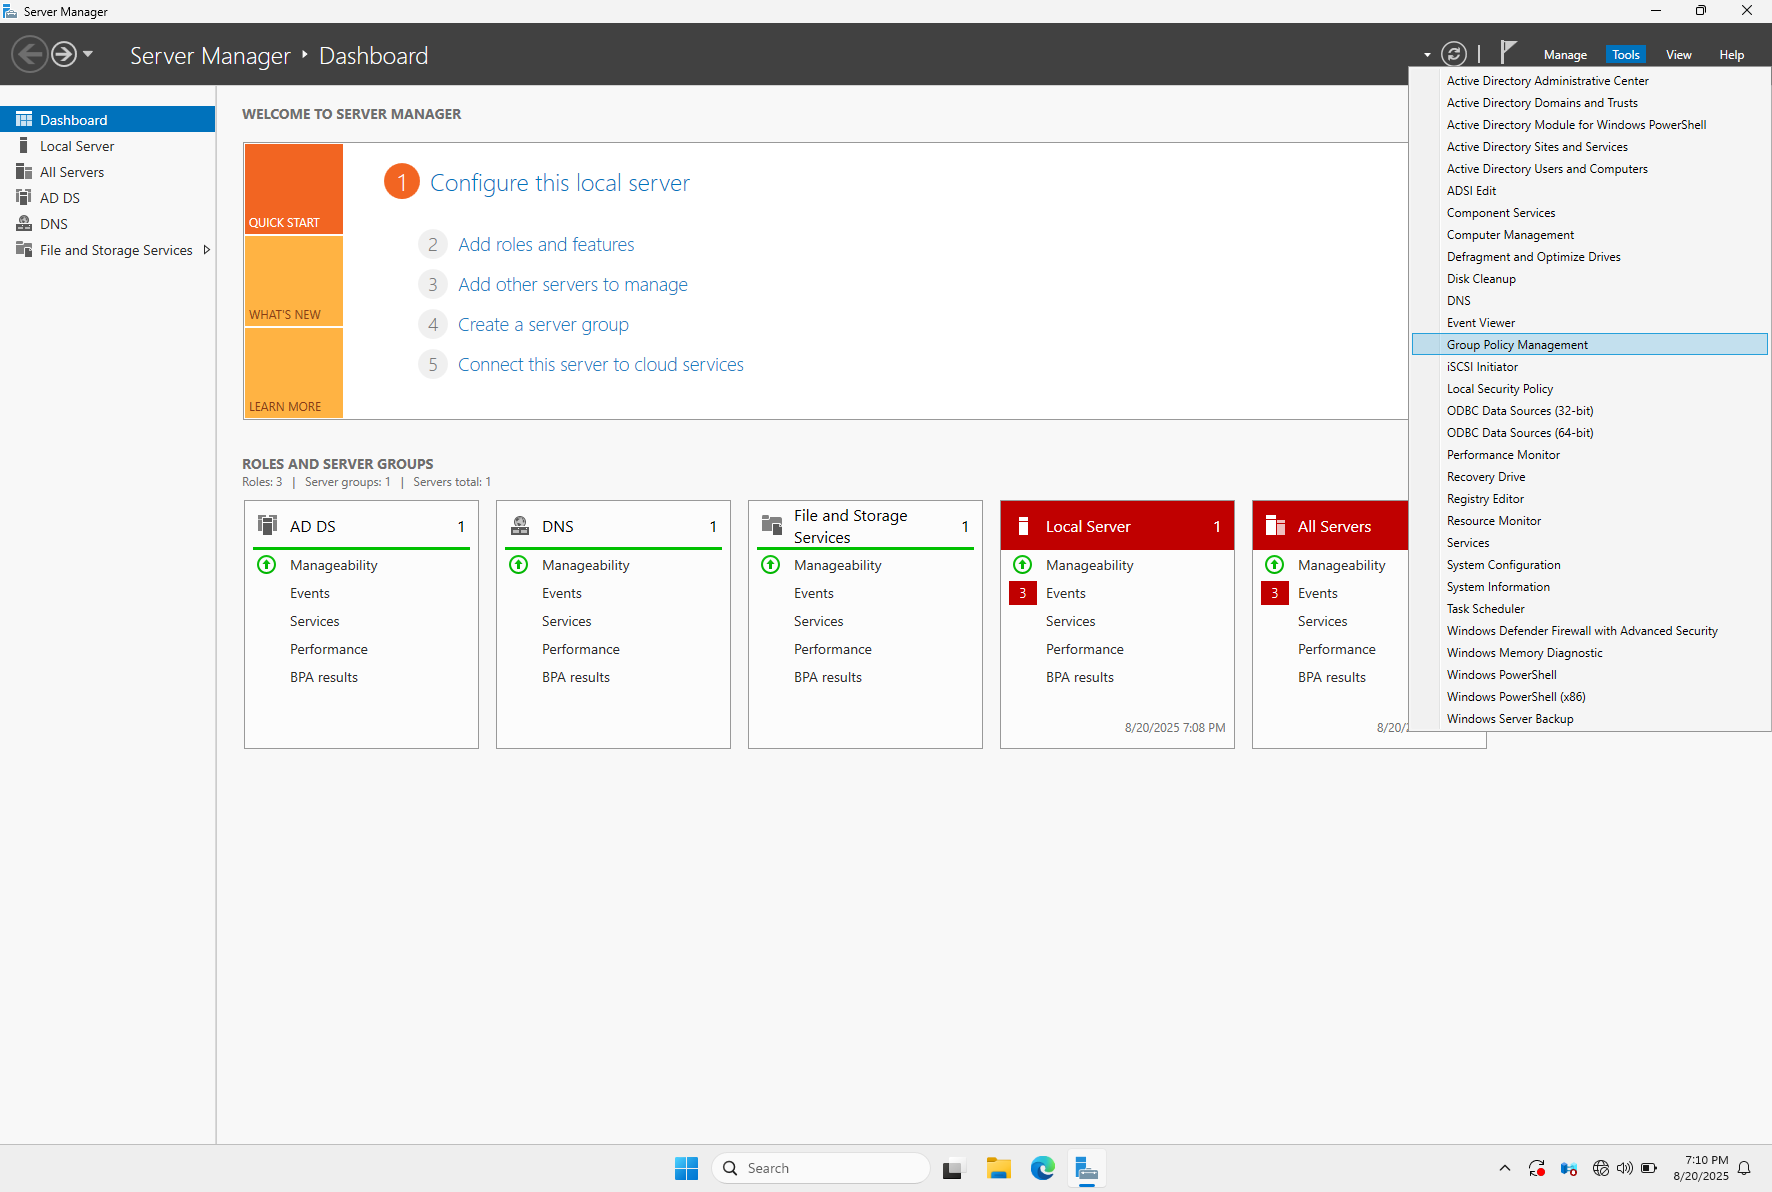 Server Manager
Server Manager ‣ Dashboard
Manage Tools View Help
Dashboard
Local Server
All Servers
AD DS
DNS
File and Storage Services
WELCOME TO SERVER MANAGER
QUICK START
WHAT'S NEW
LEARN MORE
1 Configure this local server
2 Add roles and features
3 Add other servers to manage
4 Create a server group
5 Connect this server to cloud services
ROLES AND SERVER GROUPS
Roles: 3 | Server groups: 1 | Servers total: 1
AD DS 1
Manageability
Events
Services
Performance
BPA results
DNS 1
Manageability
Events
Services
Performance
BPA results
File and Storage
Services 1
Manageability
Events
Services
Performance
BPA results
Local Server 1
Manageability
3 Events
Services
Performance
BPA results
8/20/2025 7:08 PM
All Servers
Manageability
3 Events
Services
Performance
BPA results
8/20/
Active Directory Administrative Center
Active Directory Domains and Trusts
Active Directory Module for Windows PowerShell
Active Directory Sites and Services
Active Directory Users and Computers
ADSI Edit
Component Services
Computer Management
Defragment and Optimize Drives
Disk Cleanup
DNS
Event Viewer
Group Policy Management
iSCSI Initiator
Local Security Policy
ODBC Data Sources (32-bit)
ODBC Data Sources (64-bit)
Performance Monitor
Recovery Drive
Registry Editor
Resource Monitor
Services
System Configuration
System Information
Task Scheduler
Windows Defender Firewall with Advanced Security
Windows Memory Diagnostic
Windows PowerShell
Windows PowerShell (x86)
Windows Server Backup
Search
7:10 PM
8/20/2025